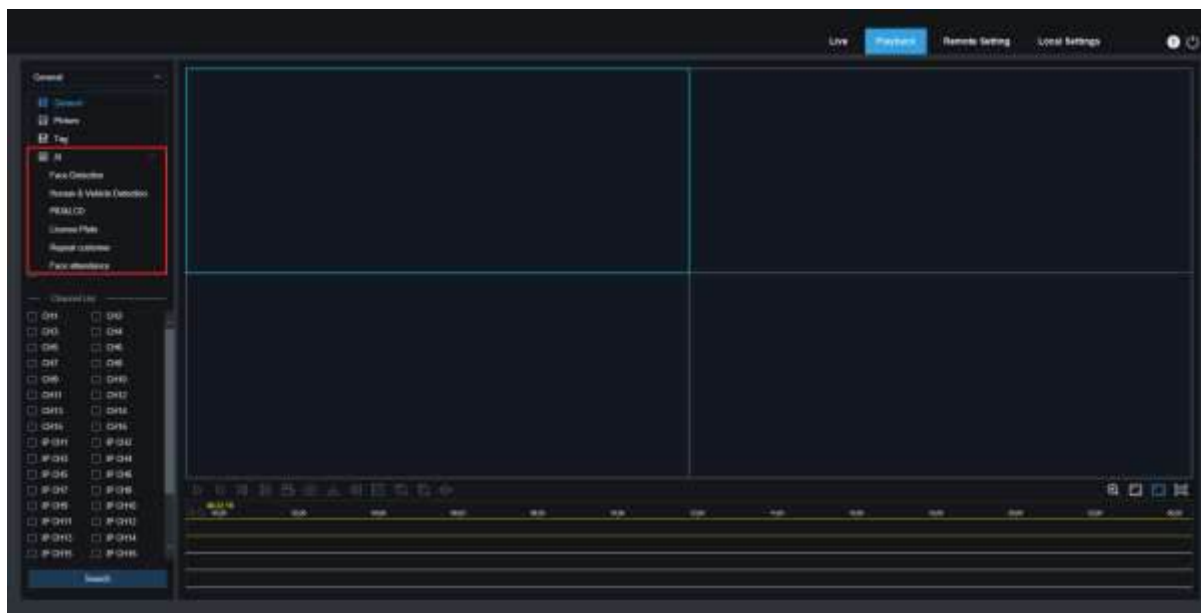 Live Playback Remote Setting Local Settings
General
General
Picture
Tag
AI
Face Detection
Human & Vehicle Detection
PID&LCD
License Plate
Repeat customer
Face attendance
Channel List
CH1 CH2
CH3 CH4
CH5 CH6
CH7 CH8
CH9 CH10
CH11 CH12
CH13 CH14
CH15 CH16
IP CH1 IP CH2
IP CH3 IP CH4
IP CH5 IP CH6
IP CH7 IP CH8
IP CH9 IP CH10
IP CH11 IP CH12
IP CH13 IP CH14
IP CH15 IP CH16
Search